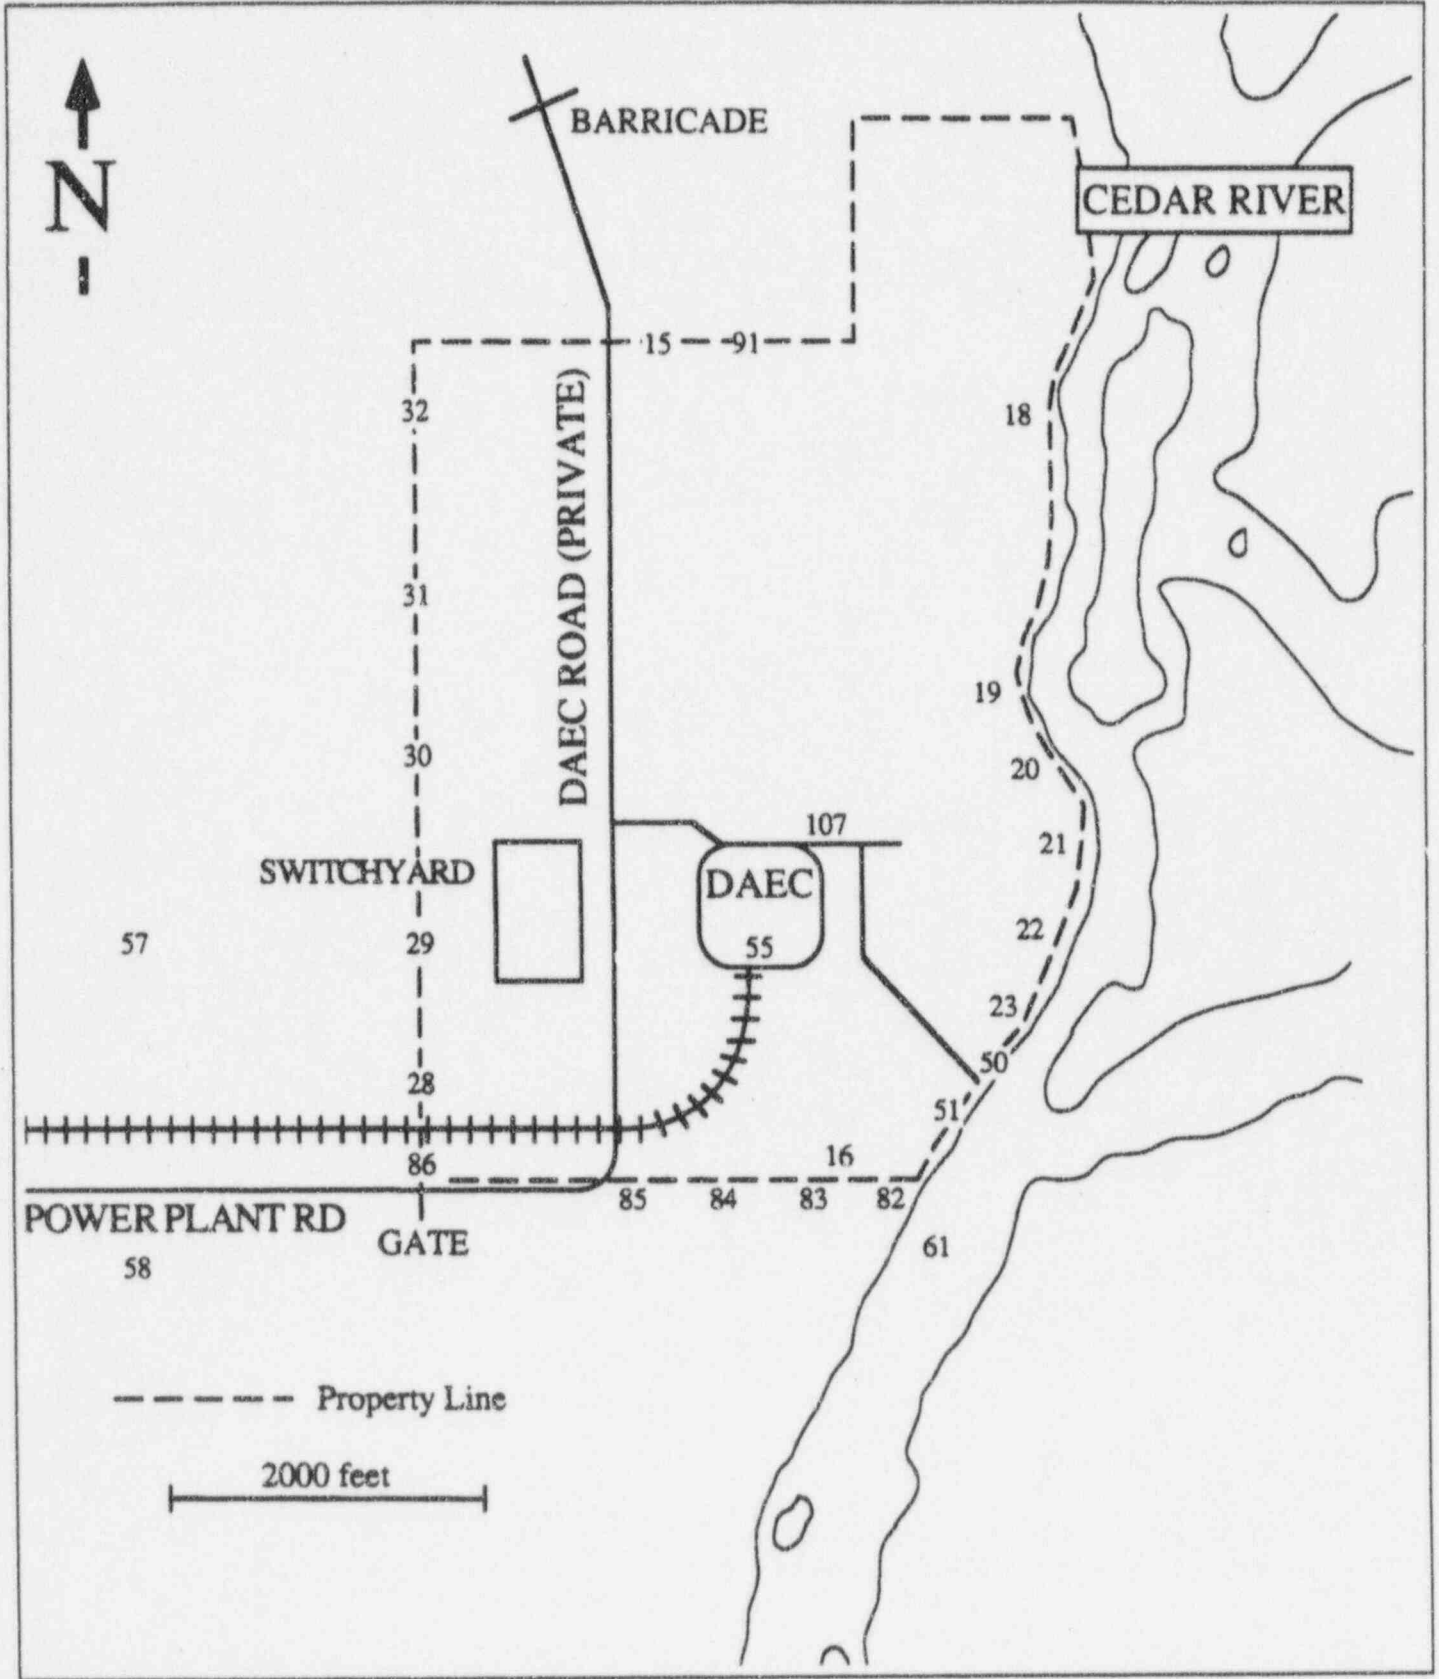 BARRICADE
N
CEDAR RIVER
15
91
32
18
DAEC ROAD (PRIVATE)
31
19
30
20
107
21
SWITCHYARD
DAEC
22
57
29
55
23
50
28
51
86
16
85
84
83
82
POWER PLANT RD
GATE
61
58
Property Line
2000 feet